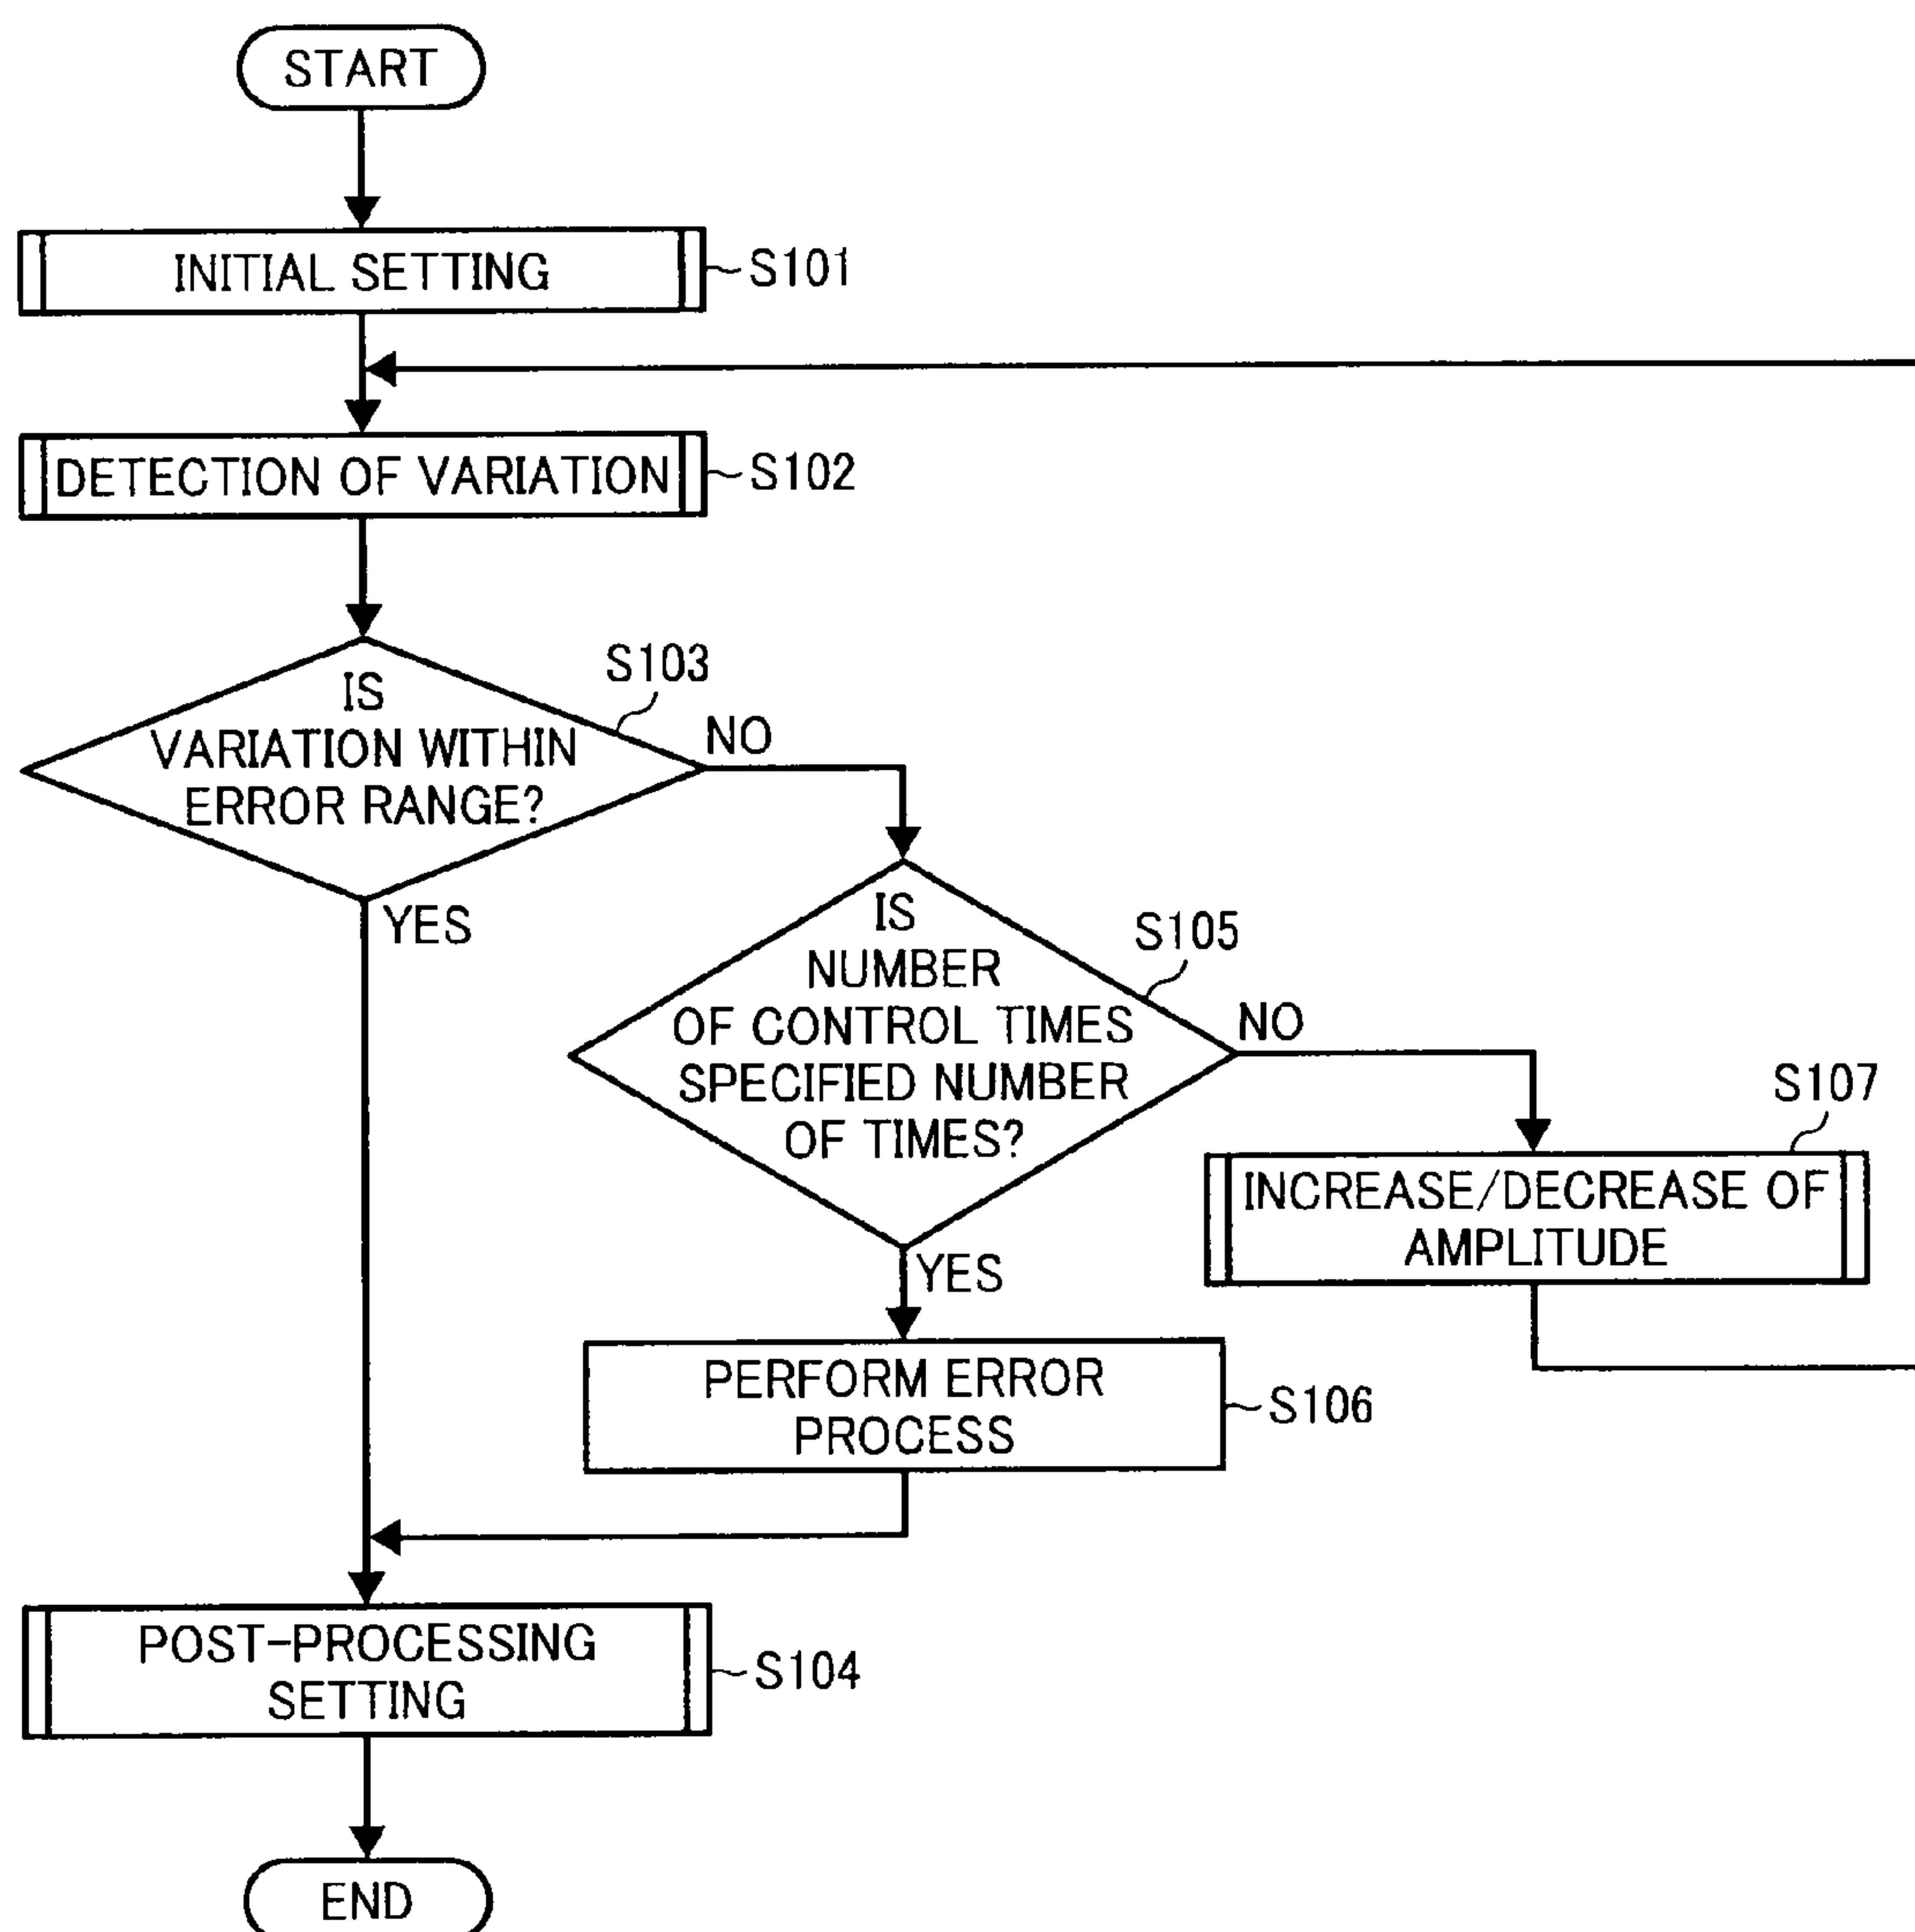 START
INITIAL SETTING
S101
DETECTION OF VARIATION
S102
S103
IS
VARIATION WITHIN
ERROR RANGE?
NO
YES
S105
IS
NUMBER
OF CONTROL TIMES
SPECIFIED NUMBER
OF TIMES?
NO
YES
S107
INCREASE/DECREASE OF
AMPLITUDE
PERFORM ERROR
PROCESS
S106
POST-PROCESSING
SETTING
S104
END